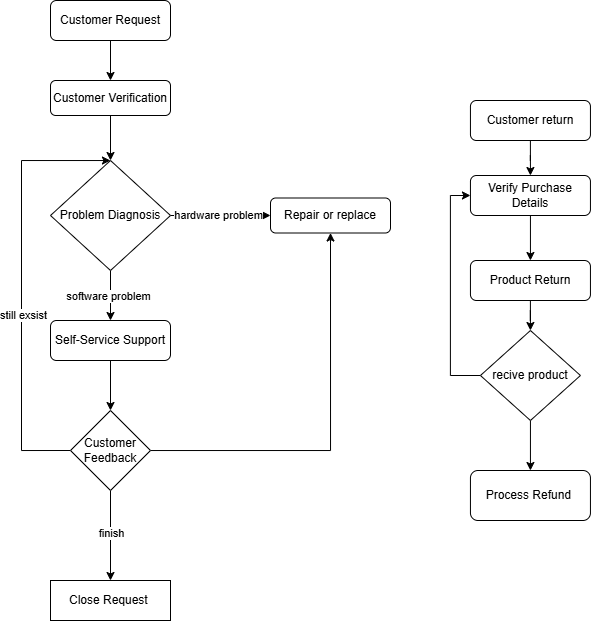 Customer Request
Customer Verification
Problem Diagnosis
hardware problem
Repair or replace
software problem
still exsist
Self-Service Support
Customer
Feedback
finish
Close Request
Customer return
Verify Purchase
Details
Product Return
recive product
Process Refund